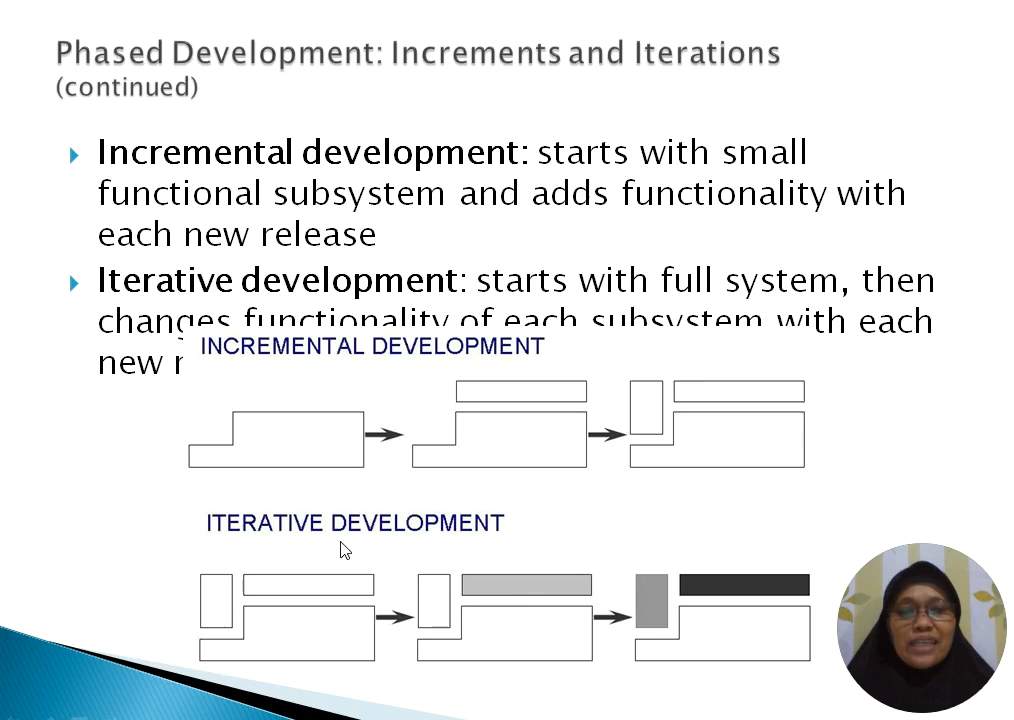 Phased Development: Increments and Iterations
(continued)
Incremental development: starts with small
functional subsystem and adds functionality with
each new release
Iterative development: starts with full system, then
changes functionality of each subsystem with each
new
INCREMENTAL DEVELOPMENT
ITERATIVE DEVELOPMENT